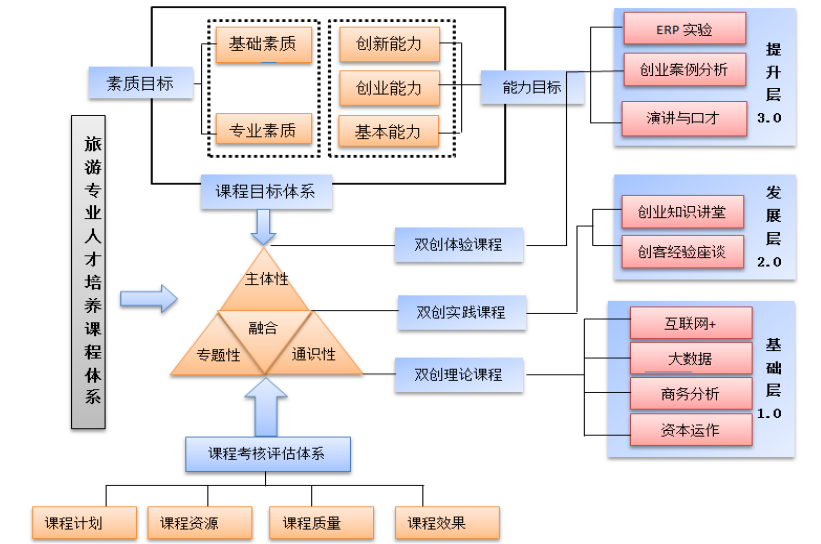 旅游专业人才培养课程体系
素质目标
基础素质
专业素质
创新能力
创业能力
基本能力
能力目标
课程目标体系
主体性
专题性
融合
通识性
双创体验课程
双创实践课程
双创理论课程
ERP 实验
创业案例分析
演讲与口才
提升层
3.0
创业知识讲堂
创客经验座谈
发展层
2.0
互联网+
大数据
商务分析
资本运作
基础层
1.0
课程考核评估体系
课程计划
课程资源
课程质量
课程效果